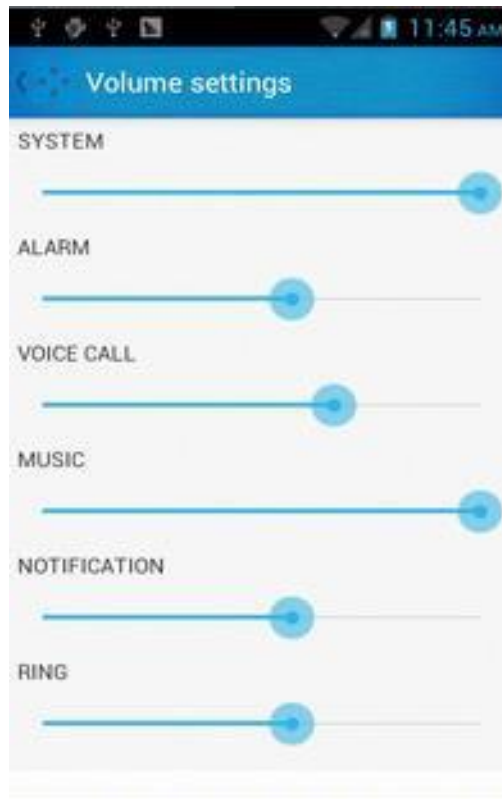 11:45 AM
Volume settings
SYSTEM
ALARM
VOICE CALL
MUSIC
NOTIFICATION
RING